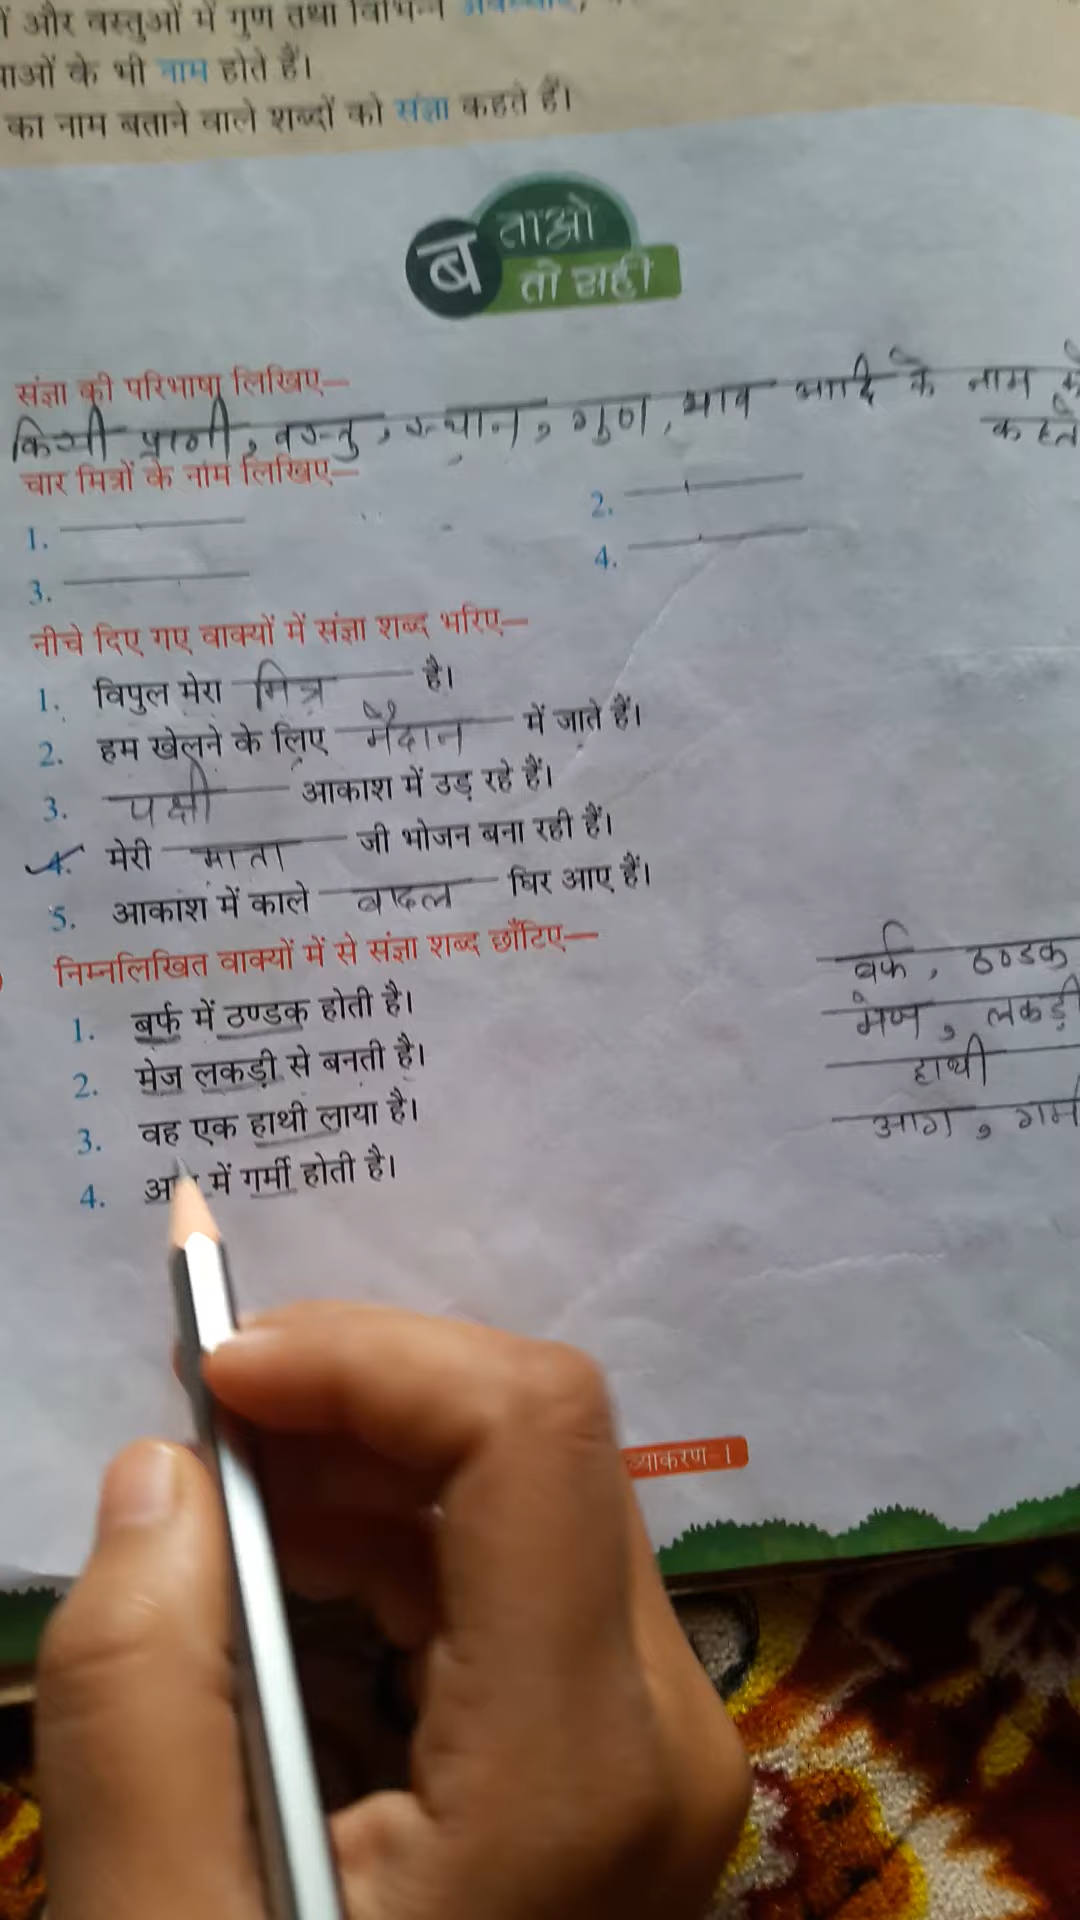 और वस्तुओं में गुण तथा विभिन्न
के भी नाम होते हैं।
का नाम बताने वाले शब्दों को संज्ञा कहते हैं।
बताओ
तो सही
संज्ञा की परिभाषा लिखिए—
किसी प्राणी, वस्तु, स्थान, गुण, भाव आदि के नाम
कहते
चार मित्रों के नाम लिखिए—
1. 2.
3. 4.
नीचे दिए गए वाक्यों में संज्ञा शब्द भरिए—
1. विपुल मेरा मित्र है।
2. हम खेलने के लिए मैदान में जाते हैं।
3. पक्षी आकाश में उड़ रहे हैं।
4. मेरी माता जी भोजन बना रही हैं।
5. आकाश में काले बादल घिर आए हैं।
निम्नलिखित वाक्यों में से संज्ञा शब्द छाँटिए—
1. बर्फ में ठण्डक होती है। बर्फ, ठण्डक
2. मेज लकड़ी से बनती है। मेज, लकड़ी
3. वह एक हाथी लाया है। हाथी
4. में गर्मी होती है। आग,
व्याकरण-1